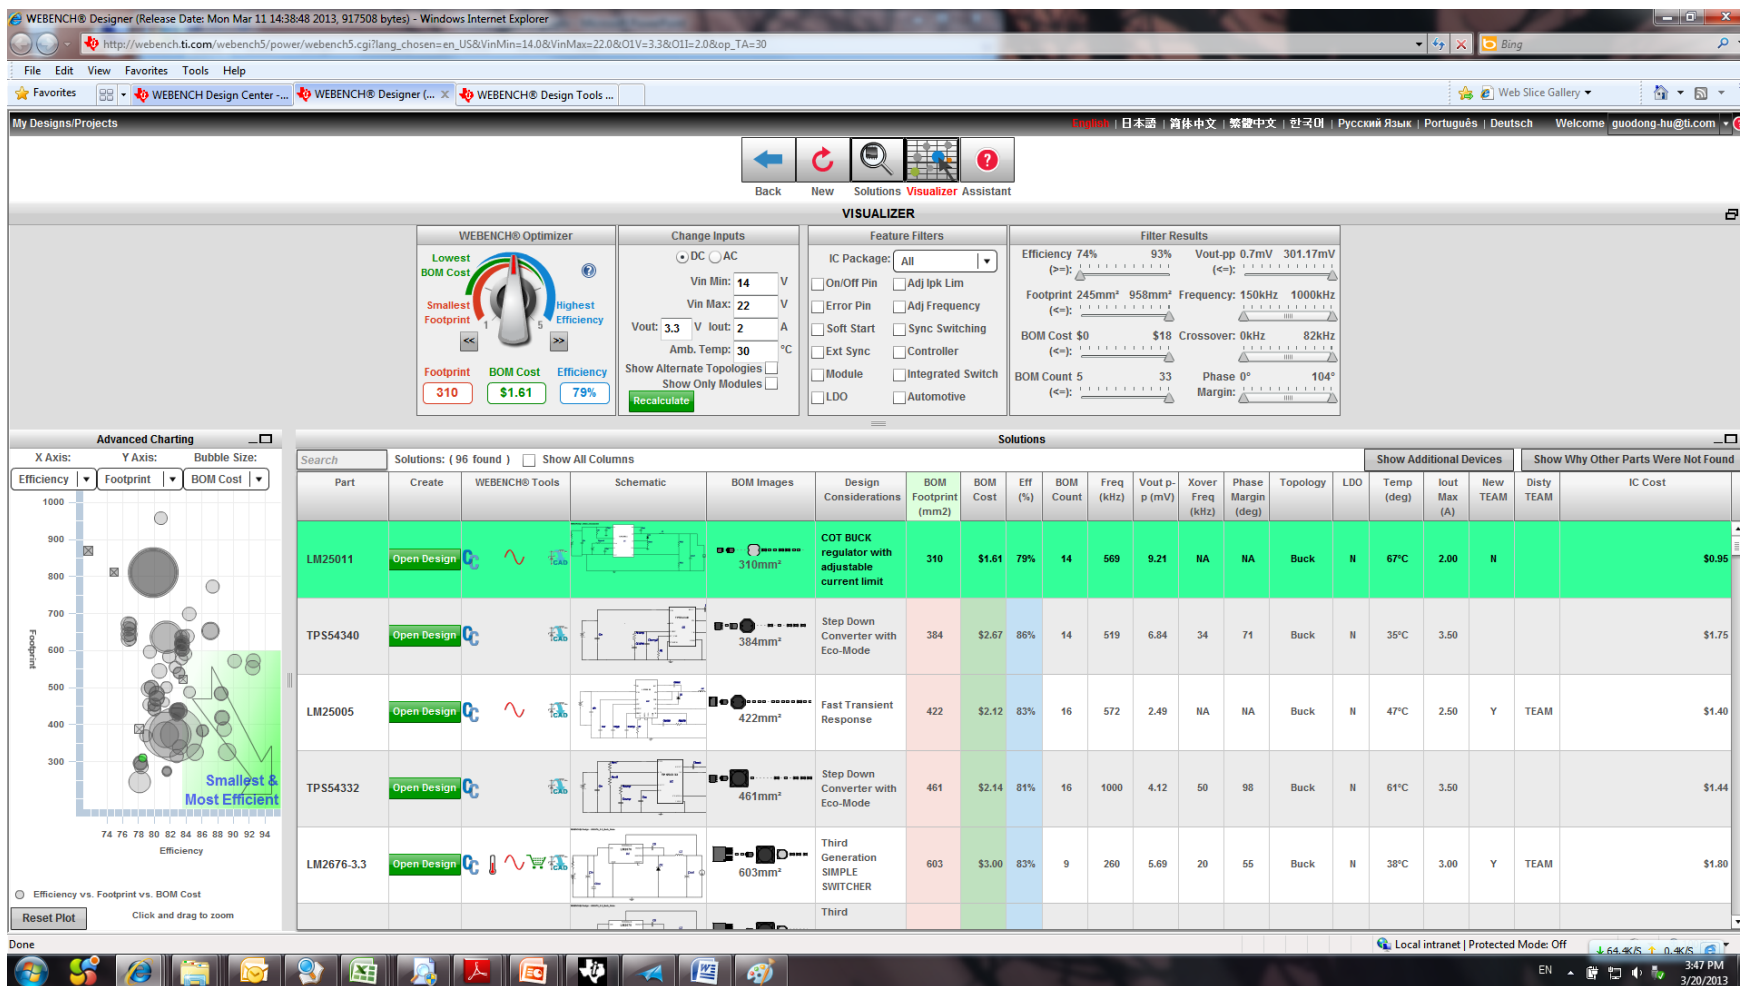 WEBENCH® Designer (Release Date: Mon Mar 11 14:38:48 2013, 917508 bytes) - Windows Internet Explorer
http://webench.ti.com/webench5/power/webench5.cgi?lang_chosen=en_US&VinMin=14.0&VinMax=22.0&O1V=3.3&O1I=2.0&op_TA=30
Bing
File Edit View Favorites Tools Help
Favorites WEBENCH Design Center -... WEBENCH® Designer (... X WEBENCH® Design Tools ... Web Slice Gallery
My Designs/Projects English | 日本語 | 简体中文 | 繁體中文 | 한국어 | Русский Язык | Português | Deutsch Welcome guodong-hu@ti.com
Back New Solutions Visualizer Assistant
VISUALIZER
WEBENCH® Optimizer
Lowest
BOM Cost
Smallest
Footprint
Highest
Efficiency
1 5
<< >>
Footprint BOM Cost Efficiency
310 $1.61 79%
Change Inputs
DC AC
Vin Min: 14 V
Vin Max: 22 V
Vout: 3.3 V Iout: 2 A
Amb. Temp: 30 °C
Show Alternate Topologies
Show Only Modules
Recalculate
Feature Filters
IC Package: All
On/Off Pin Adj Ipk Lim
Error Pin Adj Frequency
Soft Start Sync Switching
Ext Sync Controller
Module Integrated Switch
LDO Automotive
Filter Results
Efficiency 74% 93% Vout-pp 0.7mV 301.17mV
(>=): (<=):
Footprint 245mm² 958mm² Frequency: 150kHz 1000kHz
(<=):
BOM Cost $0 $18 Crossover: 0kHz 82kHz
(<=):
BOM Count 5 33 Phase 0° 104°
(<=): Margin:
Advanced Charting
X Axis: Y Axis: Bubble Size:
Efficiency Footprint BOM Cost
1000
900
800
700
600
500
400
300
Footprint
Smallest &
Most Efficient
74 76 78 80 82 84 86 88 90 92 94
Efficiency
Efficiency vs. Footprint vs. BOM Cost
Reset Plot Click and drag to zoom
Solutions
Search Solutions: ( 96 found ) Show All Columns Show Additional Devices Show Why Other Parts Were Not Found
Part Create WEBENCH® Tools Schematic BOM Images Design Considerations BOM Footprint (mm2) BOM Cost Eff (%) BOM Count Freq (kHz) Vout p-p (mV) Xover Freq (kHz) Phase Margin (deg) Topology LDO Temp (deg) Iout Max (A) New TEAM Disty TEAM IC Cost
LM25011 Open Design 310mm² COT BUCK regulator with adjustable current limit 310 $1.61 79% 14 569 9.21 NA NA Buck N 67°C 2.00 N $0.95
TPS54340 Open Design 384mm² Step Down Converter with Eco-Mode 384 $2.67 86% 14 519 6.84 34 71 Buck N 35°C 3.50 $1.75
LM25005 Open Design 422mm² Fast Transient Response 422 $2.12 83% 16 572 2.49 NA NA Buck N 47°C 2.50 Y TEAM $1.40
TPS54332 Open Design 461mm² Step Down Converter with Eco-Mode 461 $2.14 81% 16 1000 4.12 50 98 Buck N 61°C 3.50 $1.44
LM2676-3.3 Open Design 603mm² Third Generation SIMPLE SWITCHER 603 $3.00 83% 9 260 5.69 20 55 Buck N 38°C 3.00 Y TEAM $1.80
Third
Done Local intranet | Protected Mode: Off 64.4K/S 0.4K/S
EN 3:47 PM
3/20/2013